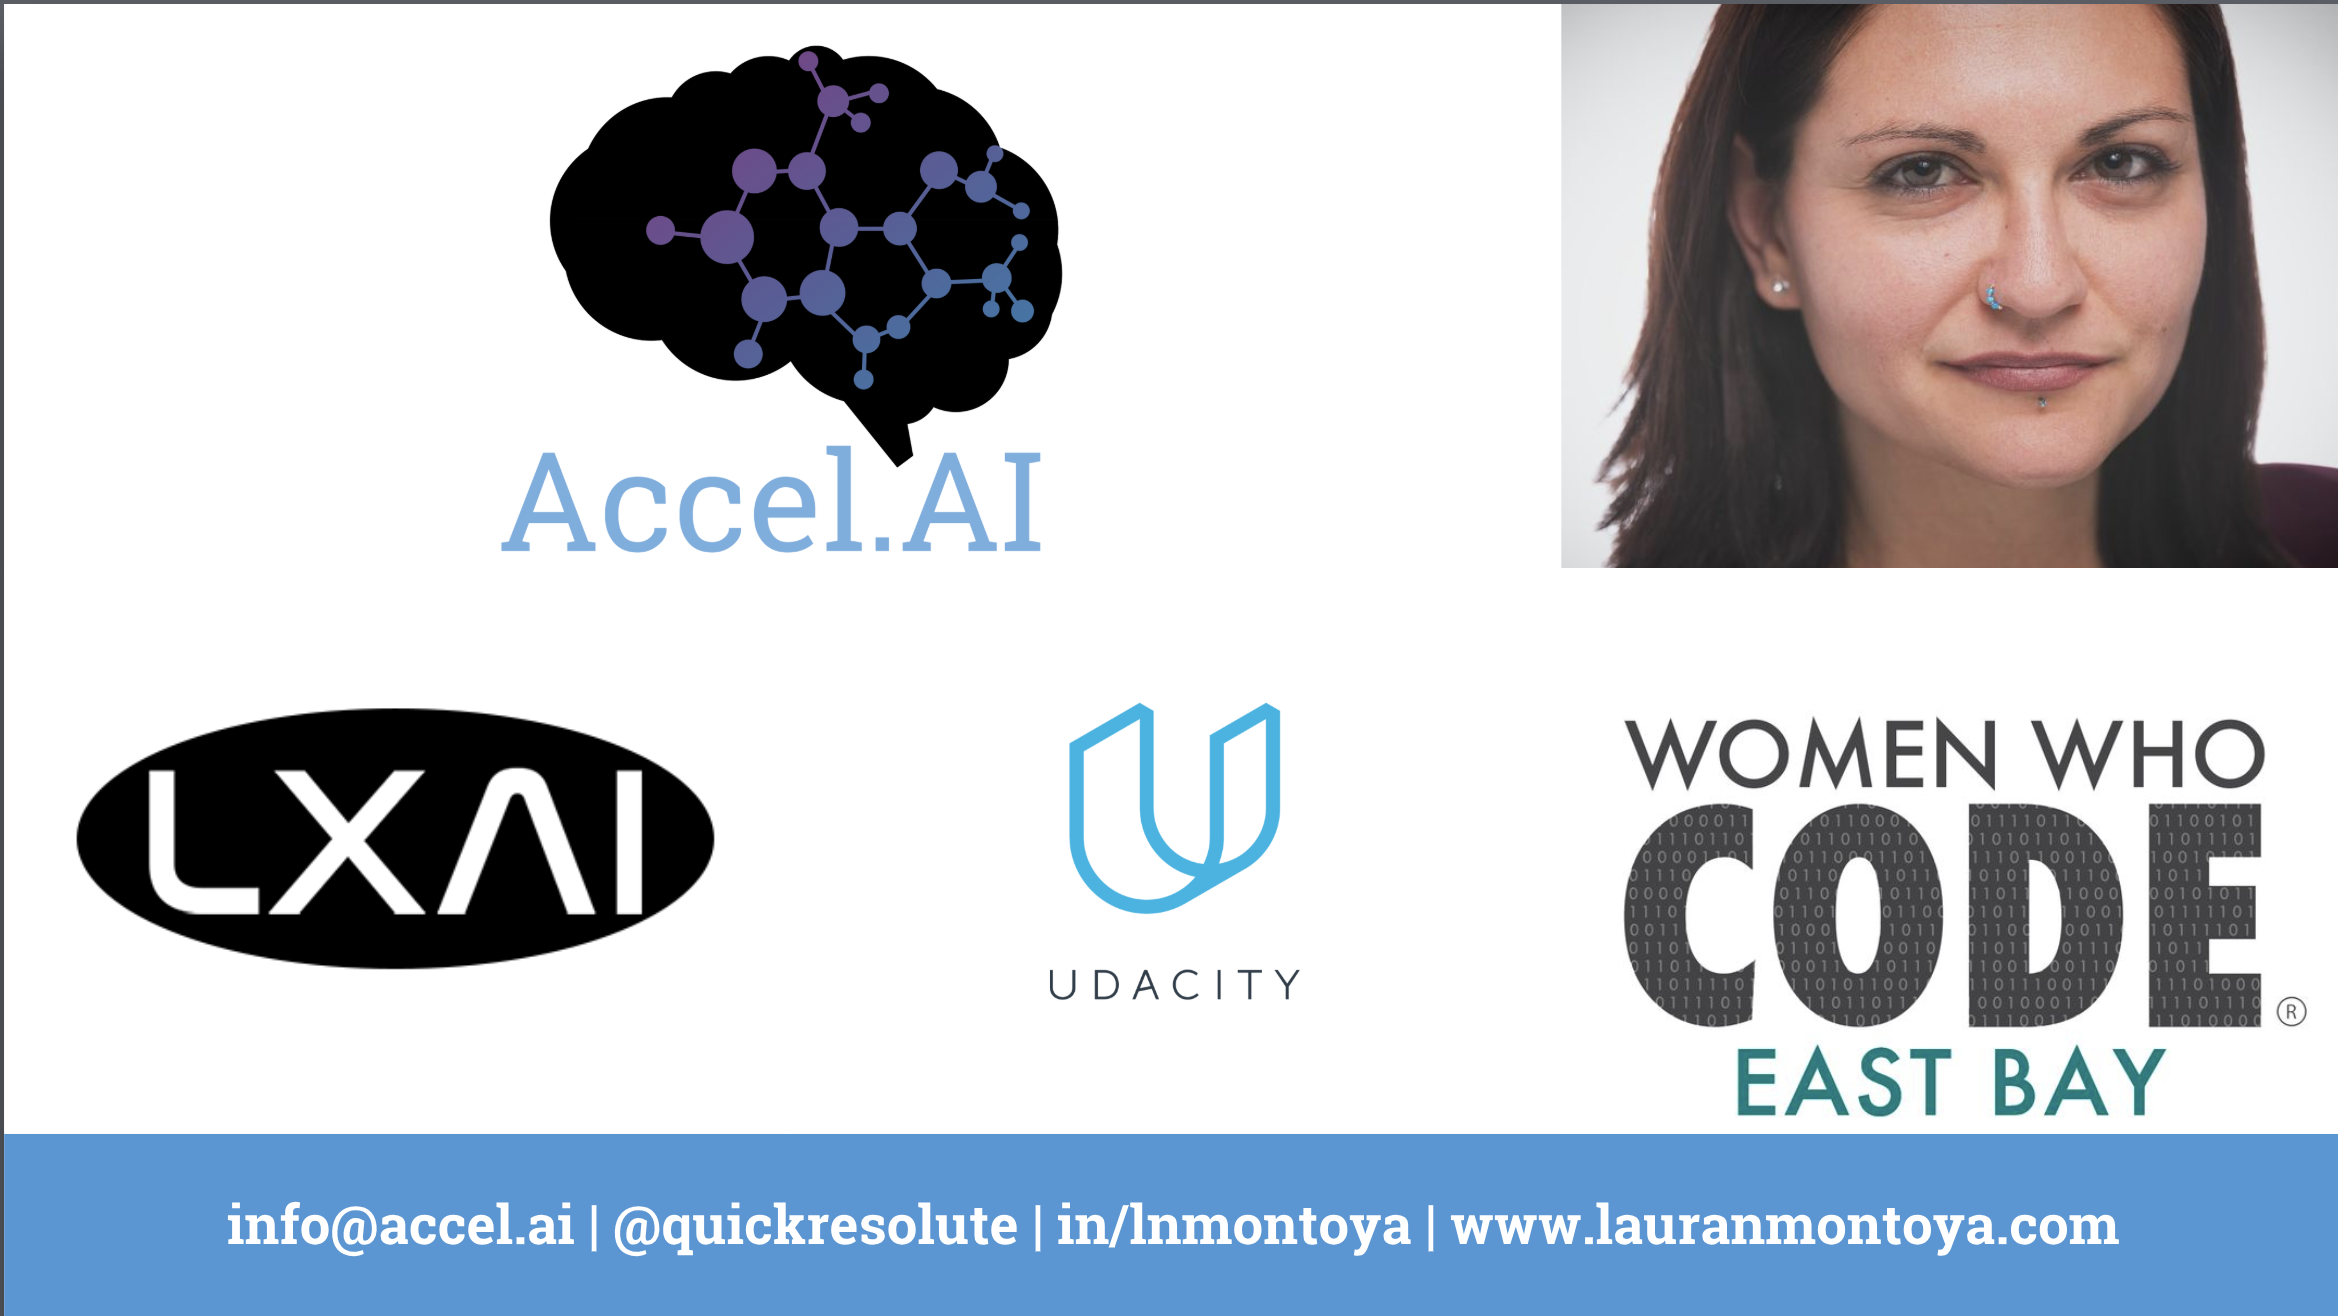 Accel.AI
LXAI
UDACITY
WOMEN WHO
CODE
®
EAST BAY
info@accel.ai | @quickresolute | in/lnmontoya | www.lauranmontoya.com